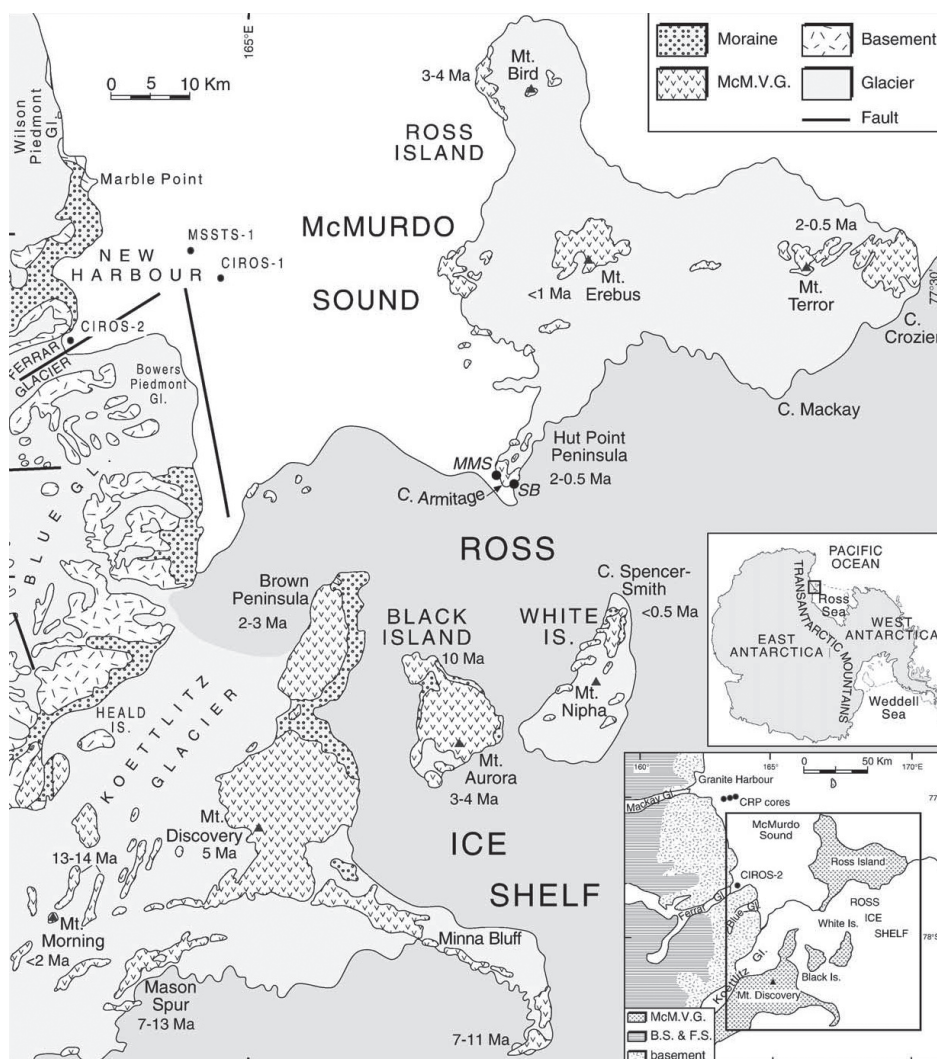 165°E
0 5 10 Km
Moraine
Basement
McM.V.G.
Glacier
Fault
Mt.
Bird
3-4 Ma
ROSS
ISLAND
Wilson
Piedmont
Gl.
Marble Point
McMURDO
SOUND
MSSTS-1
NEW
HARBOUR
CIROS-1
CIROS-2
FERRAR
GLACIER
Bowers
Piedmont
Gl.
<1 Ma
Mt.
Erebus
2-0.5 Ma
Mt.
Terror
77°30'
C.
Crozier
C. Mackay
Hut Point
Peninsula
2-0.5 Ma
MMS
SB
C. Armitage
BLUE GL.
ROSS
ICE
SHELF
Brown
Peninsula
2-3 Ma
BLACK
ISLAND
10 Ma
Mt.
Aurora
3-4 Ma
WHITE
IS.
C. Spencer-
Smith
<0.5 Ma
Mt.
Nipha
HEALD
IS.
KOETTLITZ
GLACIER
Mt.
Discovery
5 Ma
13-14 Ma
Mt.
Morning
<2 Ma
Mason
Spur
7-13 Ma
Minna Bluff
7-11 Ma
PACIFIC
OCEAN
TRANSANTARCTIC MOUNTAINS
Ross
Sea
WEST
ANTARCTICA
EAST
ANTARCTICA
Weddell
Sea
160°
165°
170°E
0 50 Km
Granite Harbour
Mackay Gl.
CRP cores
77
McMurdo
Sound
Ross Island
CIROS-2
Ferrar Gl.
Blue Gl.
ROSS
ICE
SHELF
White Is.
78°S
Koettlitz Gl.
Black Is.
Mt. Discovery
McM.V.G.
B.S. & F.S.
basement